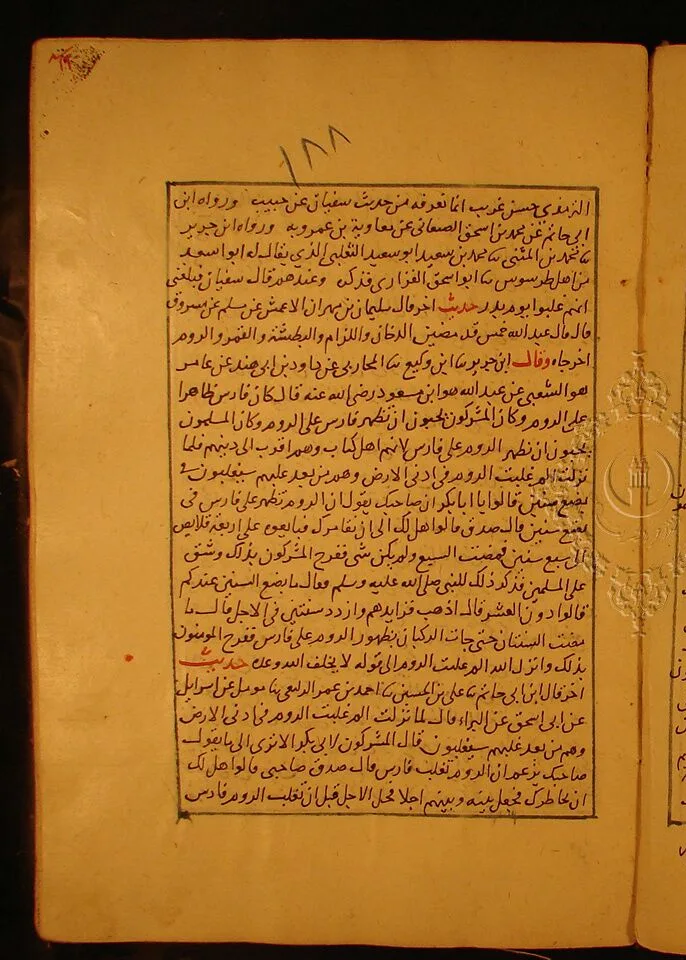 ١٨٨
الترمذي حسن غريب انما نعرفه من حديث سفيان عن حبيب ورواه ابن
ابي حاتم عن محمد بن اسحق الصغاني عن معاوية بن عمرو به ورواه ابن جرير
ثنا محمد بن المثنى ثنا محمد بن سعيد ابو سعيد الثعلبي الذي يقال له ابو سعد
من اهل طرسوس ثنا ابو اسحق الفزاري فذكره وعندهم قال سفيان فبلغني
انهم غلبوا يوم بدر حديث اخر قال سليمان بن مهران الاعمش عن مسلم عن مسروق
قال قال عبد الله خمس قد مضين الدخان واللزام والبطشة والقمر والروم
اخرجاه وقال ابن جرير ثنا ابن وكيع ثنا المحاربي عن داود بن ابي هند عن عامر
هو الشعبي عن عبد الله هو ابن مسعود رضي الله عنه قال كان فارس ظاهرا
على الروم وكان المشركون يحبون ان تظهر فارس على الروم وكان المسلمون
يحبون ان تظهر الروم على فارس لانهم اهل كتاب وهم اقرب الى دينهم فلما
نزلت الم غلبت الروم في ادنى الارض وهم من بعد غلبهم سيغلبون في
بضع سنين قالوا يا ابا بكر ان صاحبك يقول ان الروم تظهر على فارس في
بضع سنين قال صدق قالوا هل لك الى ان نقامرك فبايعوه على اربعة قلايص
الى سبع سنين فمضت السبع ولم يكن شي ففرح المشركون بذلك وشق
على المسلمين فذكر ذلك للنبي صلى الله عليه وسلم فقال ما بضع السنين عندكم
قالوا دون العشر قال اذهب فزايدهم وازدد سنتين في الاجل قال فما
مضت السنتان حتى جات الركبان بظهور الروم على فارس ففرح المومنون
بذلك وانزل الله الم غلبت الروم الى قوله لا يخلف الله وعده حديث
اخر قال ابن ابي حاتم ثنا علي بن الحسين ثنا احمد بن عمر الوكيعي ثنا مومل عن اسرائيل
عن ابي اسحق عن البراء قال لما نزلت الم غلبت الروم في ادنى الارض
وهم من بعد غلبهم سيغلبون قال المشركون لابي بكر الا ترى الى ما يقول
صاحبك يزعم ان الروم تغلب فارس قال صدق صاحبي قالوا هل لك
ان نخاطرك فجعل بينه وبينهم اجلا فحل الاجل قبل ان تغلب الروم فارس